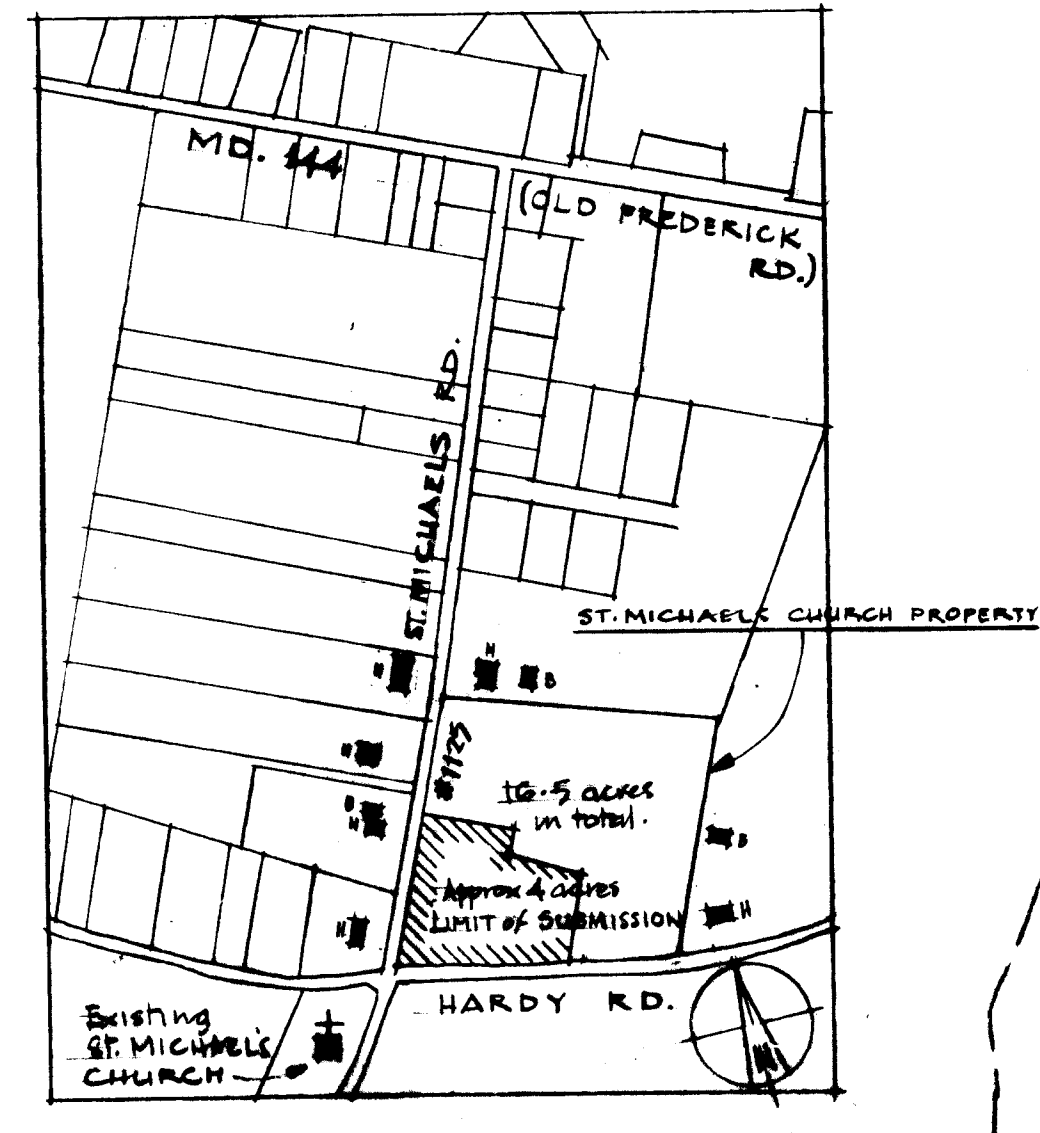 MD. 144
(OLD FREDERICK
RD.)
ST. MICHAELS RD.
ST. MICHAELS CHURCH PROPERTY
H
H
B
H
#1125
16.5 acres
in total.
B
H
B
Approx 4 acres
LIMIT of SUBMISSION
H
H
HARDY RD.
Existing
ST. MICHAEL'S
CHURCH
N